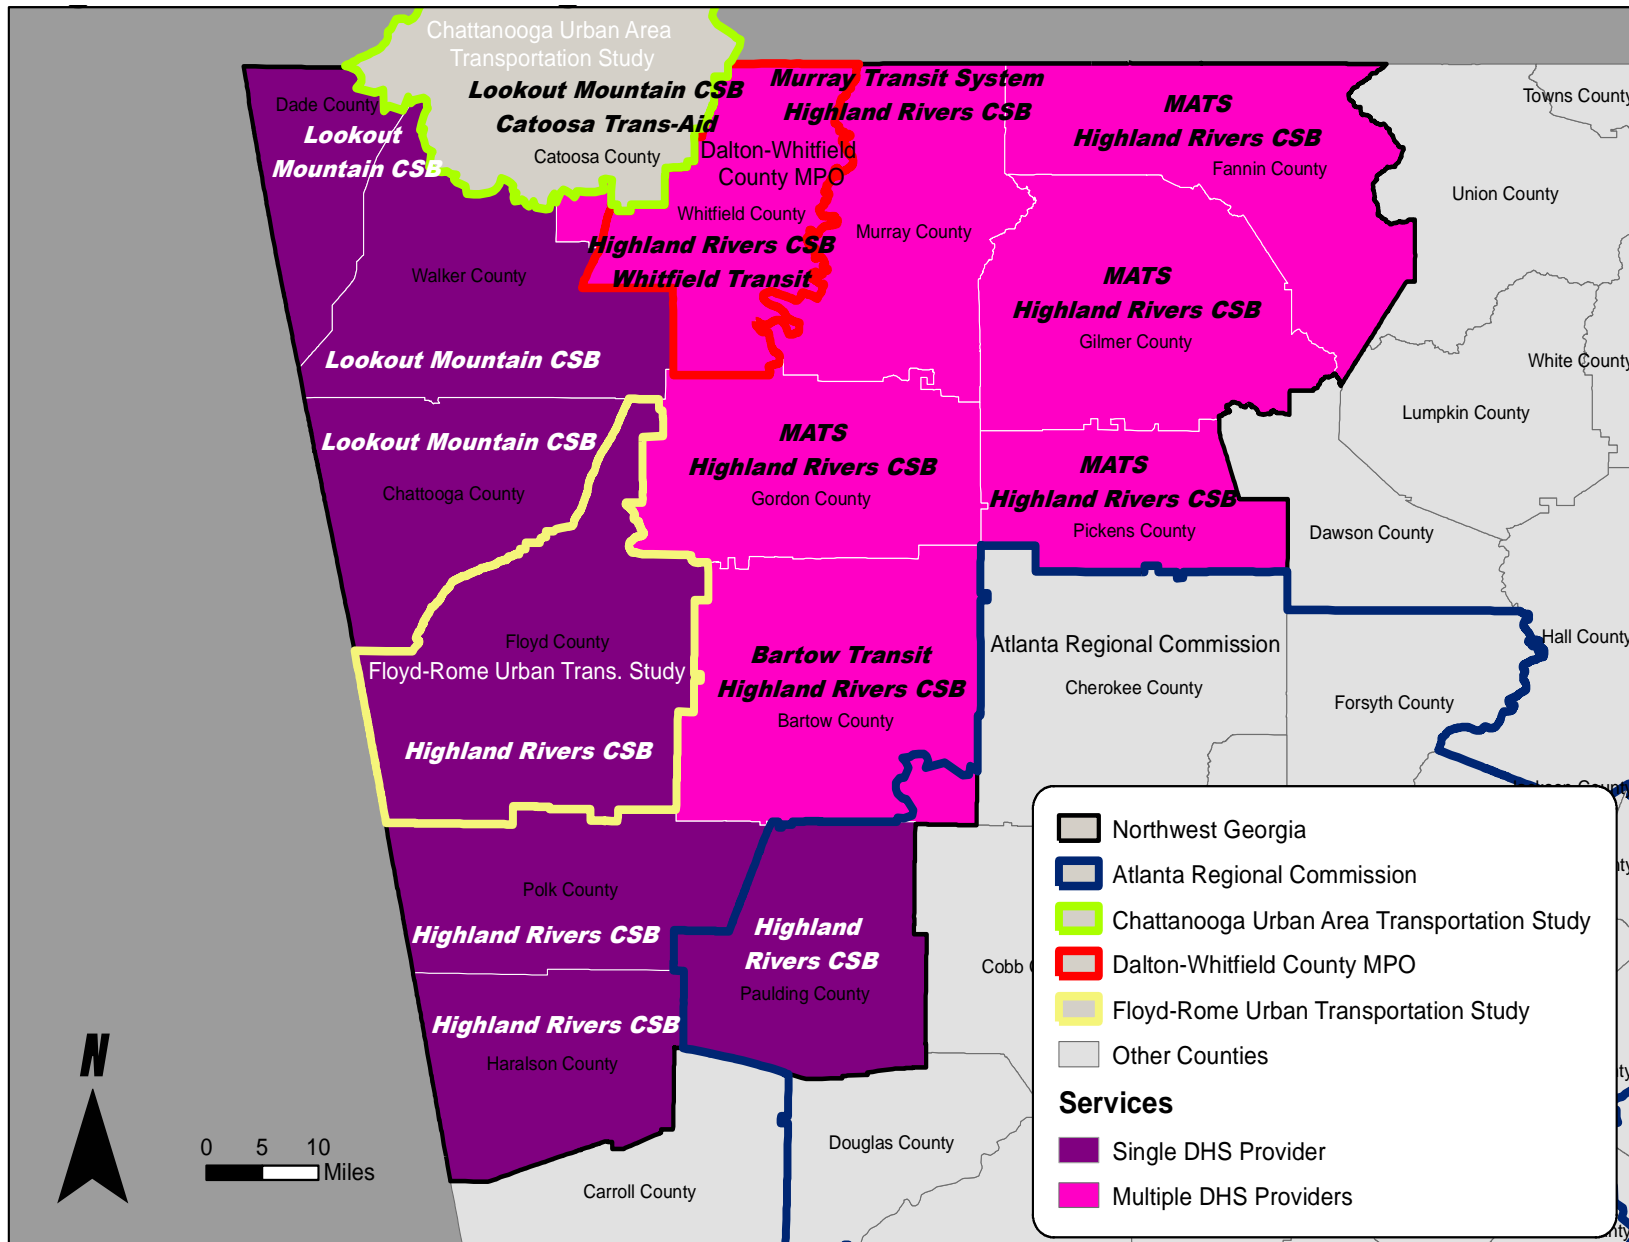 Chattanooga Urban Area
Transportation Study
Lookout Mountain CSB
Catoosa Trans-Aid
Catoosa County
Dade County
Lookout
Mountain CSB
Murray Transit System
Highland Rivers CSB
Dalton-Whitfield
County MPO
Whitfield County
Highland Rivers CSB
Whitfield Transit
Murray County
MATS
Highland Rivers CSB
Fannin County
Towns County
Union County
Walker County
Lookout Mountain CSB
MATS
Highland Rivers CSB
Gilmer County
White County
Lumpkin County
Lookout Mountain CSB
Chattooga County
MATS
Highland Rivers CSB
Gordon County
MATS
Highland Rivers CSB
Pickens County
Dawson County
Floyd County
Floyd-Rome Urban Trans. Study
Highland Rivers CSB
Bartow Transit
Highland Rivers CSB
Bartow County
Atlanta Regional Commission
Cherokee County
Forsyth County
Hall County
Polk County
Highland Rivers CSB
Highland
Rivers CSB
Paulding County
Cobb
Highland Rivers CSB
Haralson County
Douglas County
Carroll County
N
0 5 10
Miles
Northwest Georgia
Atlanta Regional Commission
Chattanooga Urban Area Transportation Study
Dalton-Whitfield County MPO
Floyd-Rome Urban Transportation Study
Other Counties
Services
Single DHS Provider
Multiple DHS Providers